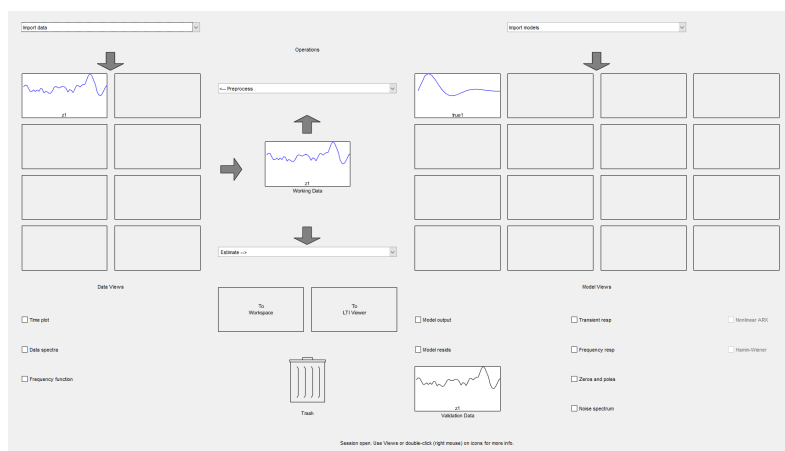 Import data
Import models
Operations
<-- Preprocess
z1
true1
z1
Working Data
Estimate -->
Data Views
Model Views
To
Workspace
To
LTI Viewer
Time plot
Model output
Transient resp
Nonlinear ARX
Data spectra
Model resids
Frequency resp
Hamm-Wiener
Frequency function
Zeros and poles
Trash
z1
Validation Data
Noise spectrum
Session open. Use Views or double-click (right mouse) on icons for more info.